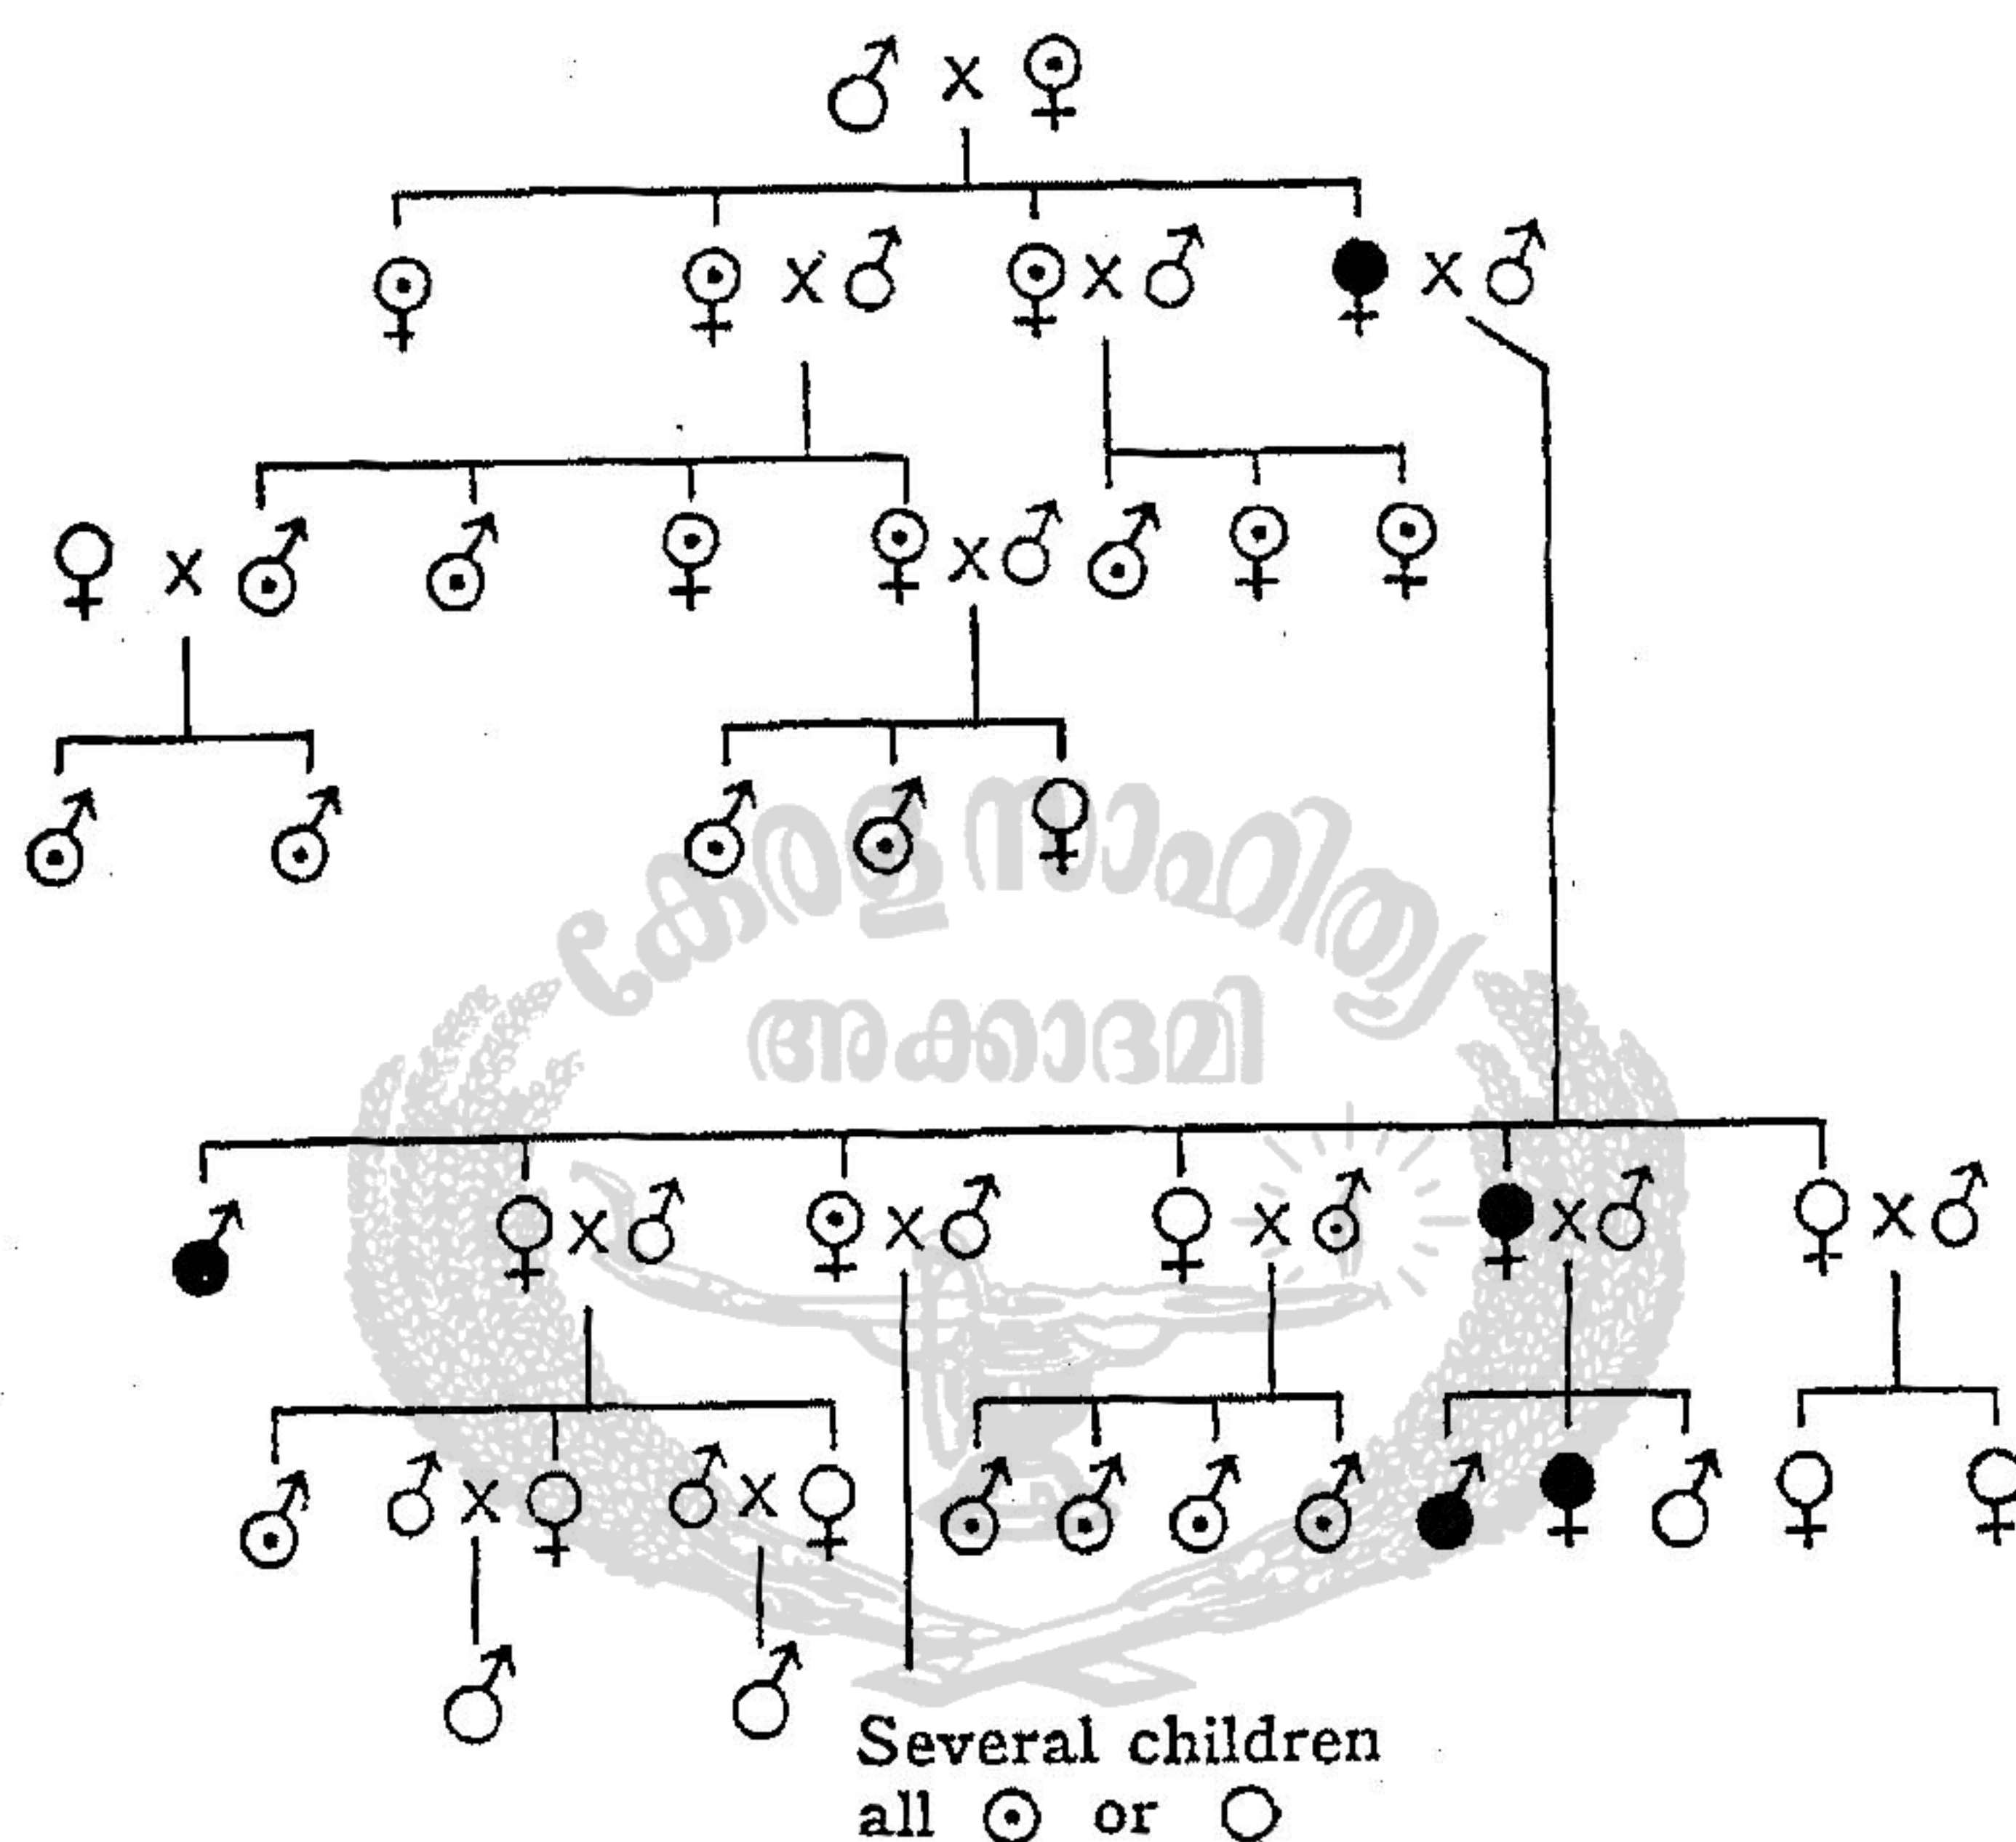 കേരള സാഹിത്യ
അക്കാദമി
Several children
all ☉ or ○